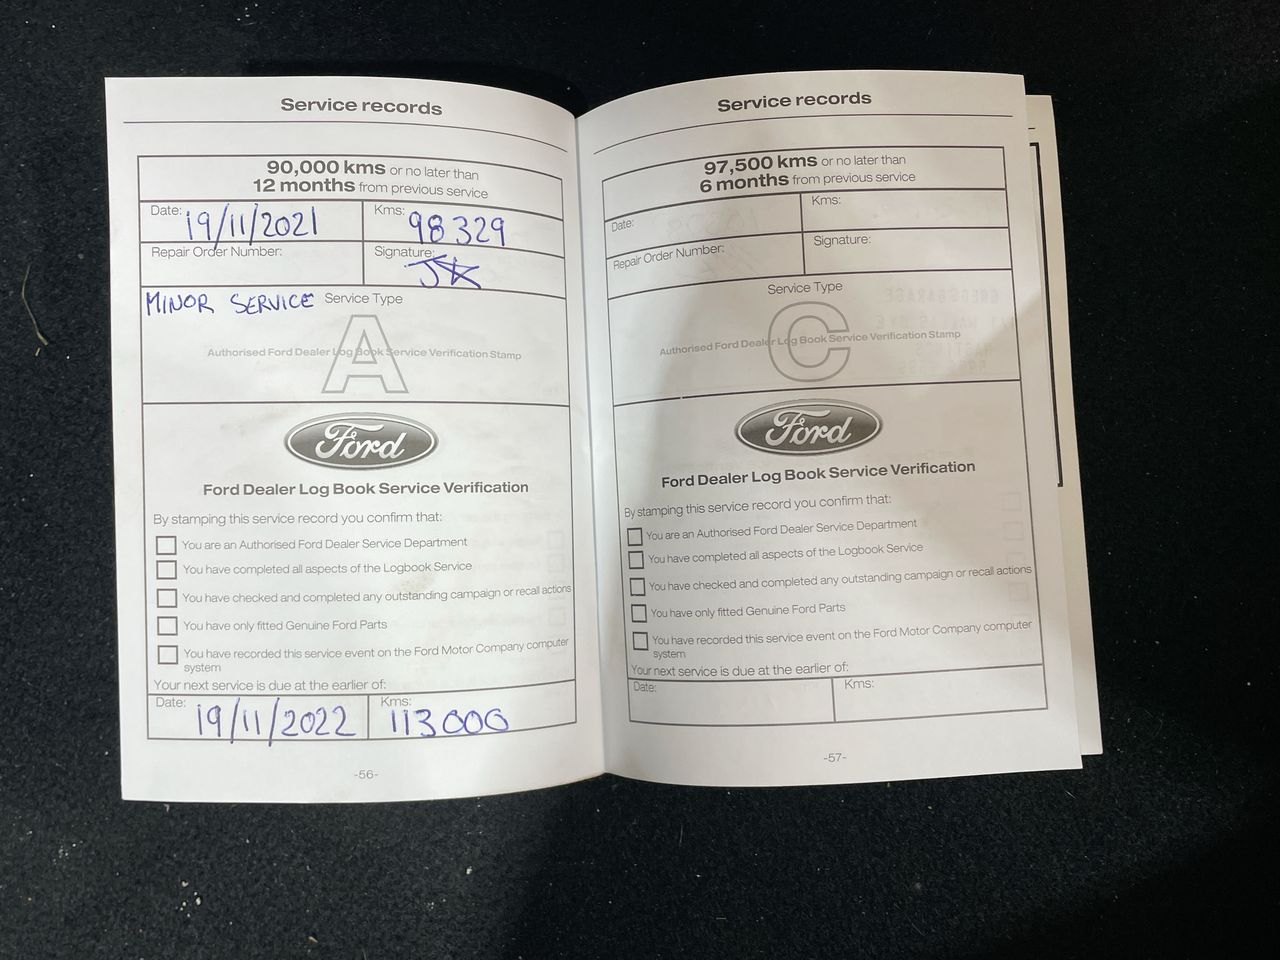 Service records
90,000 kms or no later than
12 months from previous service
Date: 19/11/2021 Kms: 98329
Repair Order Number: Signature:
MINOR SERVICE Service Type
A
Authorised Ford Dealer Log Book Service Verification Stamp
Ford
Ford Dealer Log Book Service Verification
By stamping this service record you confirm that:
You are an Authorised Ford Dealer Service Department
You have completed all aspects of the Logbook Service
You have checked and completed any outstanding campaign or recall actions
You have only fitted Genuine Ford Parts
You have recorded this service event on the Ford Motor Company computer
system
Your next service is due at the earlier of:
Date: 19/11/2022 Kms: 113000
-56-
Service records
97,500 kms or no later than
6 months from previous service
Date: Kms:
Repair Order Number: Signature:
Service Type
C
Authorised Ford Dealer Log Book Service Verification Stamp
Ford
Ford Dealer Log Book Service Verification
By stamping this service record you confirm that:
You are an Authorised Ford Dealer Service Department
You have completed all aspects of the Logbook Service
You have checked and completed any outstanding campaign or recall actions
You have only fitted Genuine Ford Parts
You have recorded this service event on the Ford Motor Company computer
system
Your next service is due at the earlier of:
Date: Kms:
-57-